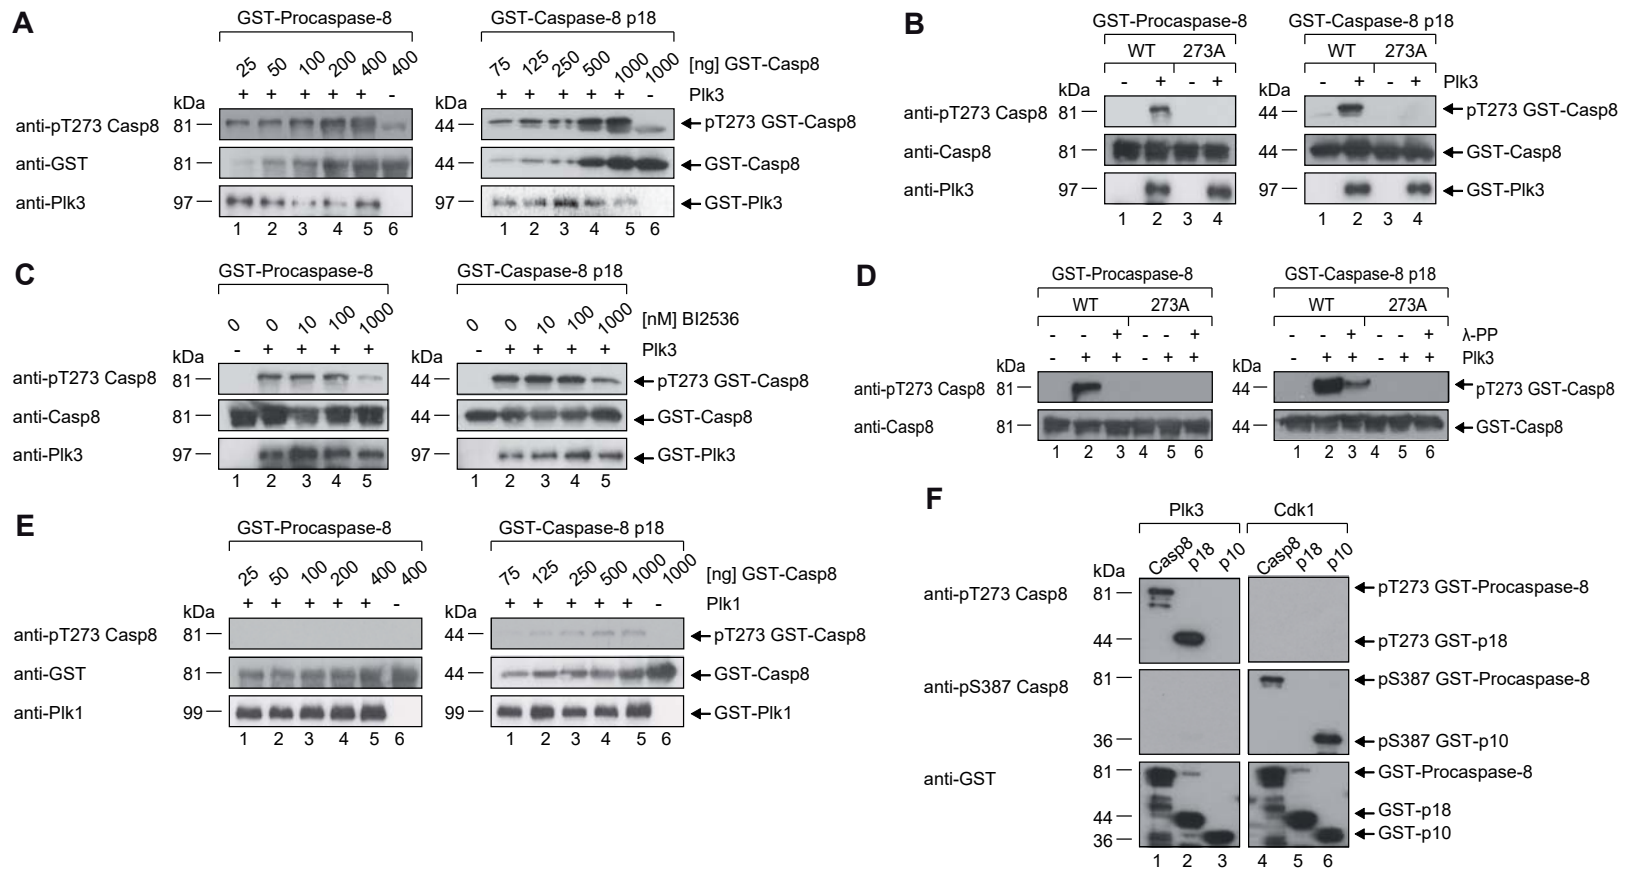 A
GST-Procaspase-8
GST-Caspase-8 p18
25 50 100 200 400 400
75 125 250 500 1000 1000
[ng] GST-Casp8
+ + + + + -
+ + + + + -
Plk3
kDa
kDa
anti-pT273 Casp8
81
44
pT273 GST-Casp8
anti-GST
81
44
GST-Casp8
anti-Plk3
97
97
GST-Plk3
1 2 3 4 5 6
1 2 3 4 5 6
B
GST-Procaspase-8
GST-Caspase-8 p18
WT 273A
WT 273A
- + - +
- + - +
Plk3
kDa
kDa
anti-pT273 Casp8
81
44
pT273 GST-Casp8
anti-Casp8
81
44
GST-Casp8
anti-Plk3
97
97
GST-Plk3
1 2 3 4
1 2 3 4
C
GST-Procaspase-8
GST-Caspase-8 p18
0 0 10 100 1000
0 0 10 100 1000
[nM] BI2536
- + + + +
- + + + +
Plk3
kDa
kDa
anti-pT273 Casp8
81
44
pT273 GST-Casp8
anti-Casp8
81
44
GST-Casp8
anti-Plk3
97
97
GST-Plk3
1 2 3 4 5
1 2 3 4 5
D
GST-Procaspase-8
GST-Caspase-8 p18
WT 273A
WT 273A
- - + - - +
- - + - - +
λ-PP
- + + - + +
- + + - + +
Plk3
kDa
kDa
anti-pT273 Casp8
81
44
pT273 GST-Casp8
anti-Casp8
81
44
GST-Casp8
1 2 3 4 5 6
1 2 3 4 5 6
E
GST-Procaspase-8
GST-Caspase-8 p18
25 50 100 200 400 400
75 125 250 500 1000 1000
[ng] GST-Casp8
+ + + + + -
+ + + + + -
Plk1
kDa
kDa
anti-pT273 Casp8
81
44
pT273 GST-Casp8
anti-GST
81
44
GST-Casp8
anti-Plk1
99
99
GST-Plk1
1 2 3 4 5 6
1 2 3 4 5 6
F
Plk3
Cdk1
Casp8 p18 p10
Casp8 p18 p10
kDa
anti-pT273 Casp8
81
pT273 GST-Procaspase-8
44
pT273 GST-p18
anti-pS387 Casp8
81
pS387 GST-Procaspase-8
36
pS387 GST-p10
anti-GST
81
GST-Procaspase-8
44
GST-p18
36
GST-p10
1 2 3 4 5 6